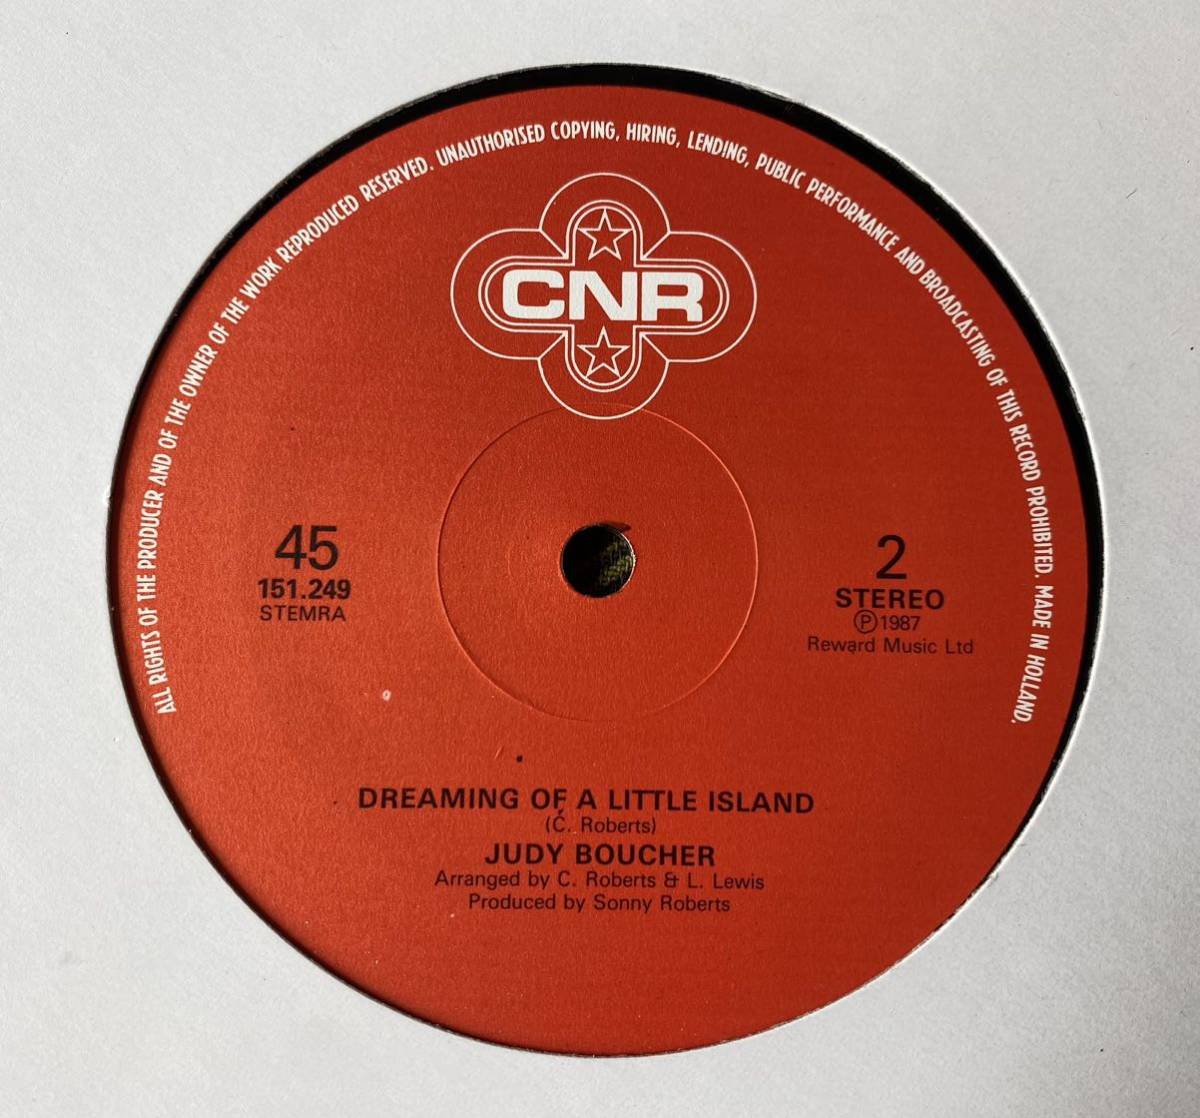 ALL RIGHTS OF THE PRODUCER AND OF THE OWNER OF THE WORK REPRODUCED RESERVED. UNAUTHORISED COPYING, HIRING, LENDING, PUBLIC PERFORMANCE AND BROADCASTING OF THIS RECORD PROHIBITED. MADE IN HOLLAND.
CNR
45
151.249
STEMRA
2
STEREO
Ⓟ1987
Reward Music Ltd
DREAMING OF A LITTLE ISLAND
(C. Roberts)
JUDY BOUCHER
Arranged by C. Roberts & L. Lewis
Produced by Sonny Roberts